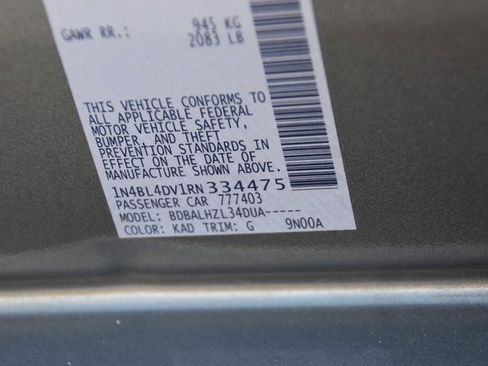 GAWR RR.: 945 KG
2083 LB
THIS VEHICLE CONFORMS TO
ALL APPLICABLE FEDERAL
MOTOR VEHICLE SAFETY,
BUMPER, AND THEFT
PREVENTION STANDARDS IN
EFFECT ON THE DATE OF
MANUFACTURE SHOWN ABOVE.
1N4BL4DV1RN334475
PASSENGER CAR 777403
MODEL: BDBALHZL34DUA-----
COLOR: KAD TRIM: G 9N00A